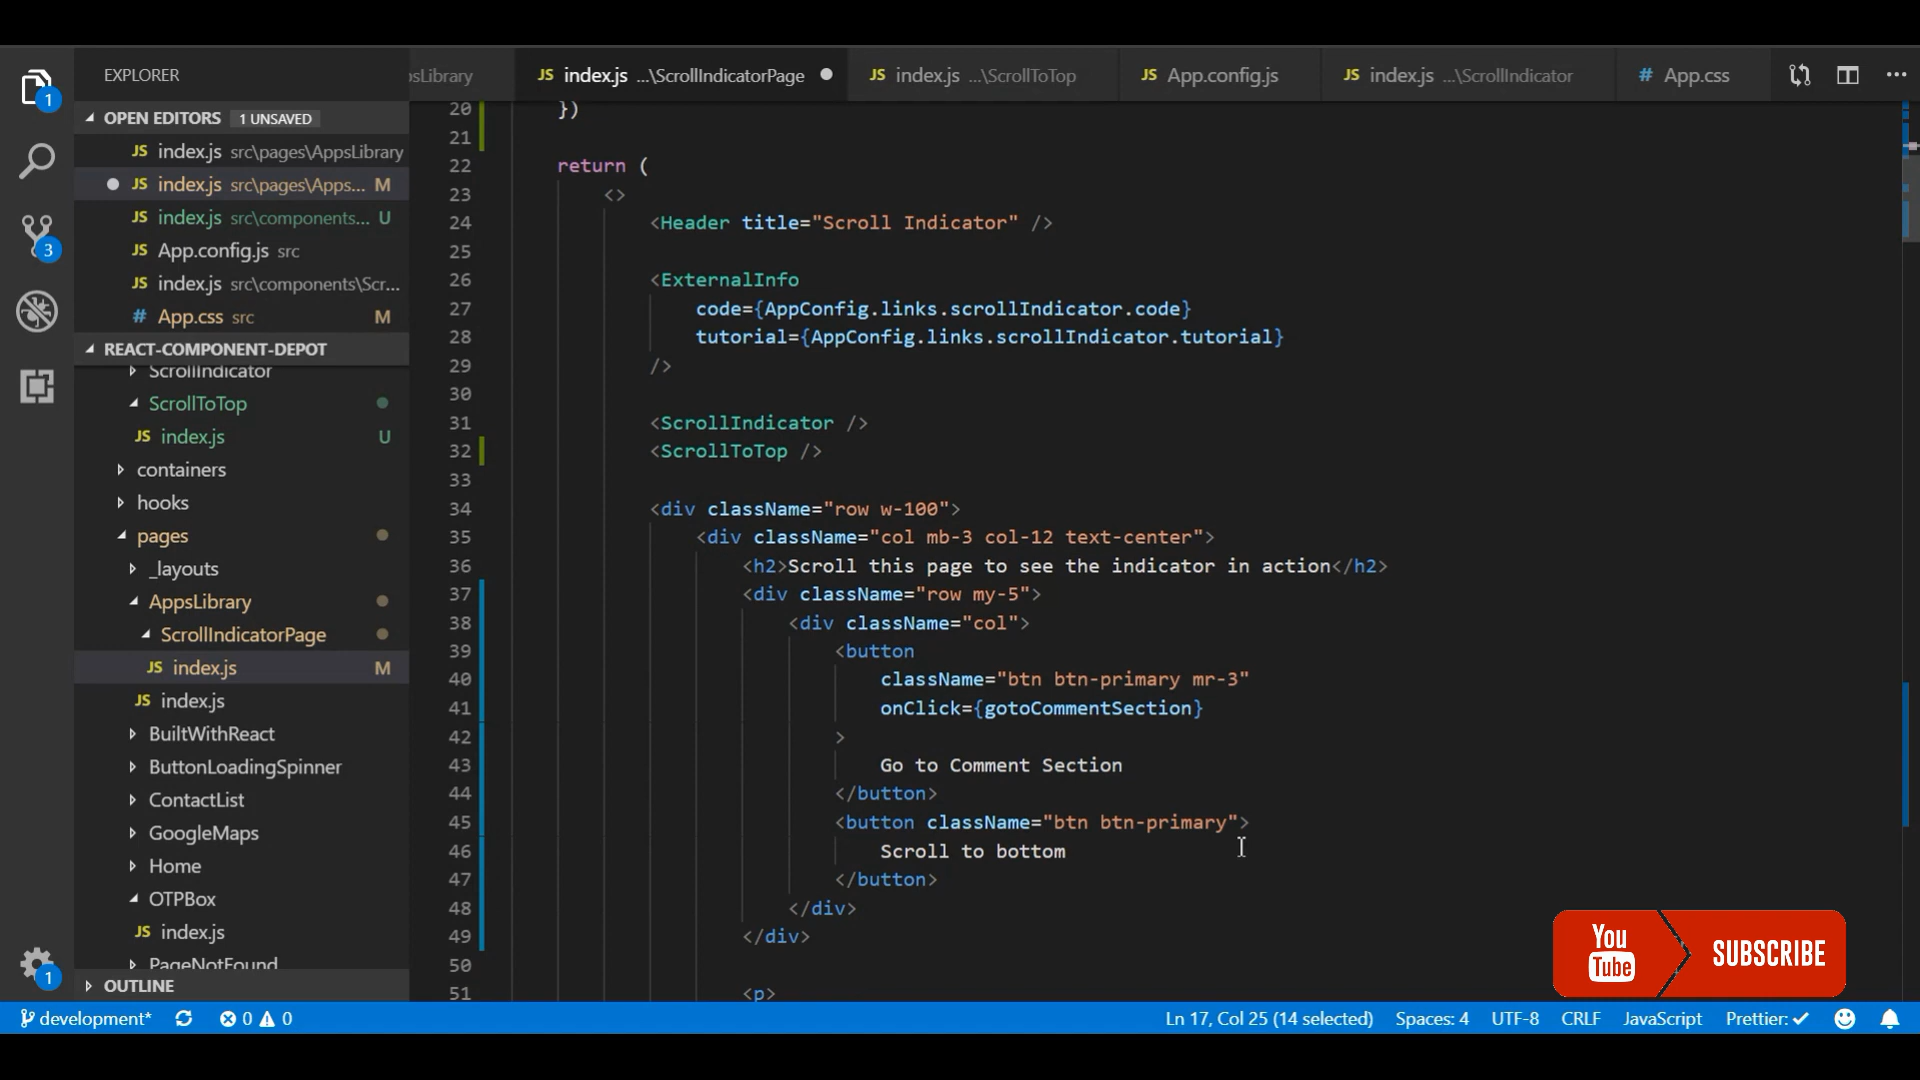 EXPLORER
sLibrary
JS index.js ...\ScrollIndicatorPage
JS index.js ...\ScrollToTop
JS App.config.js
JS index.js ...\ScrollIndicator
# App.css
1
OPEN EDITORS 1 UNSAVED
JS index.js src\pages\AppsLibrary
JS index.js src\pages\Apps... M
JS index.js src\components... U
3
JS App.config.js src
JS index.js src\components\Scr...
# App.css src M
REACT-COMPONENT-DEPOT
ScrollIndicator
ScrollToTop
JS index.js U
containers
hooks
pages
_layouts
AppsLibrary
ScrollIndicatorPage
JS index.js M
JS index.js
BuiltWithReact
ButtonLoadingSpinner
ContactList
GoogleMaps
Home
OTPBox
JS index.js
PageNotFound
1
OUTLINE
20 })
21
22 return (
23 <>
24 <Header title="Scroll Indicator" />
25
26 <ExternalInfo
27 code={AppConfig.links.scrollIndicator.code}
28 tutorial={AppConfig.links.scrollIndicator.tutorial}
29 />
30
31 <ScrollIndicator />
32 <ScrollToTop />
33
34 <div className="row w-100">
35 <div className="col mb-3 col-12 text-center">
36 <h2>Scroll this page to see the indicator in action</h2>
37 <div className="row my-5">
38 <div className="col">
39 <button
40 className="btn btn-primary mr-3"
41 onClick={gotoCommentSection}
42 >
43 Go to Comment Section
44 </button>
45 <button className="btn btn-primary">
46 Scroll to bottom
47 </button>
48 </div>
49 </div>
50
51 <p>
You
Tube
SUBSCRIBE
development*
0
0
Ln 17, Col 25 (14 selected)
Spaces: 4
UTF-8
CRLF
JavaScript
Prettier: ✓